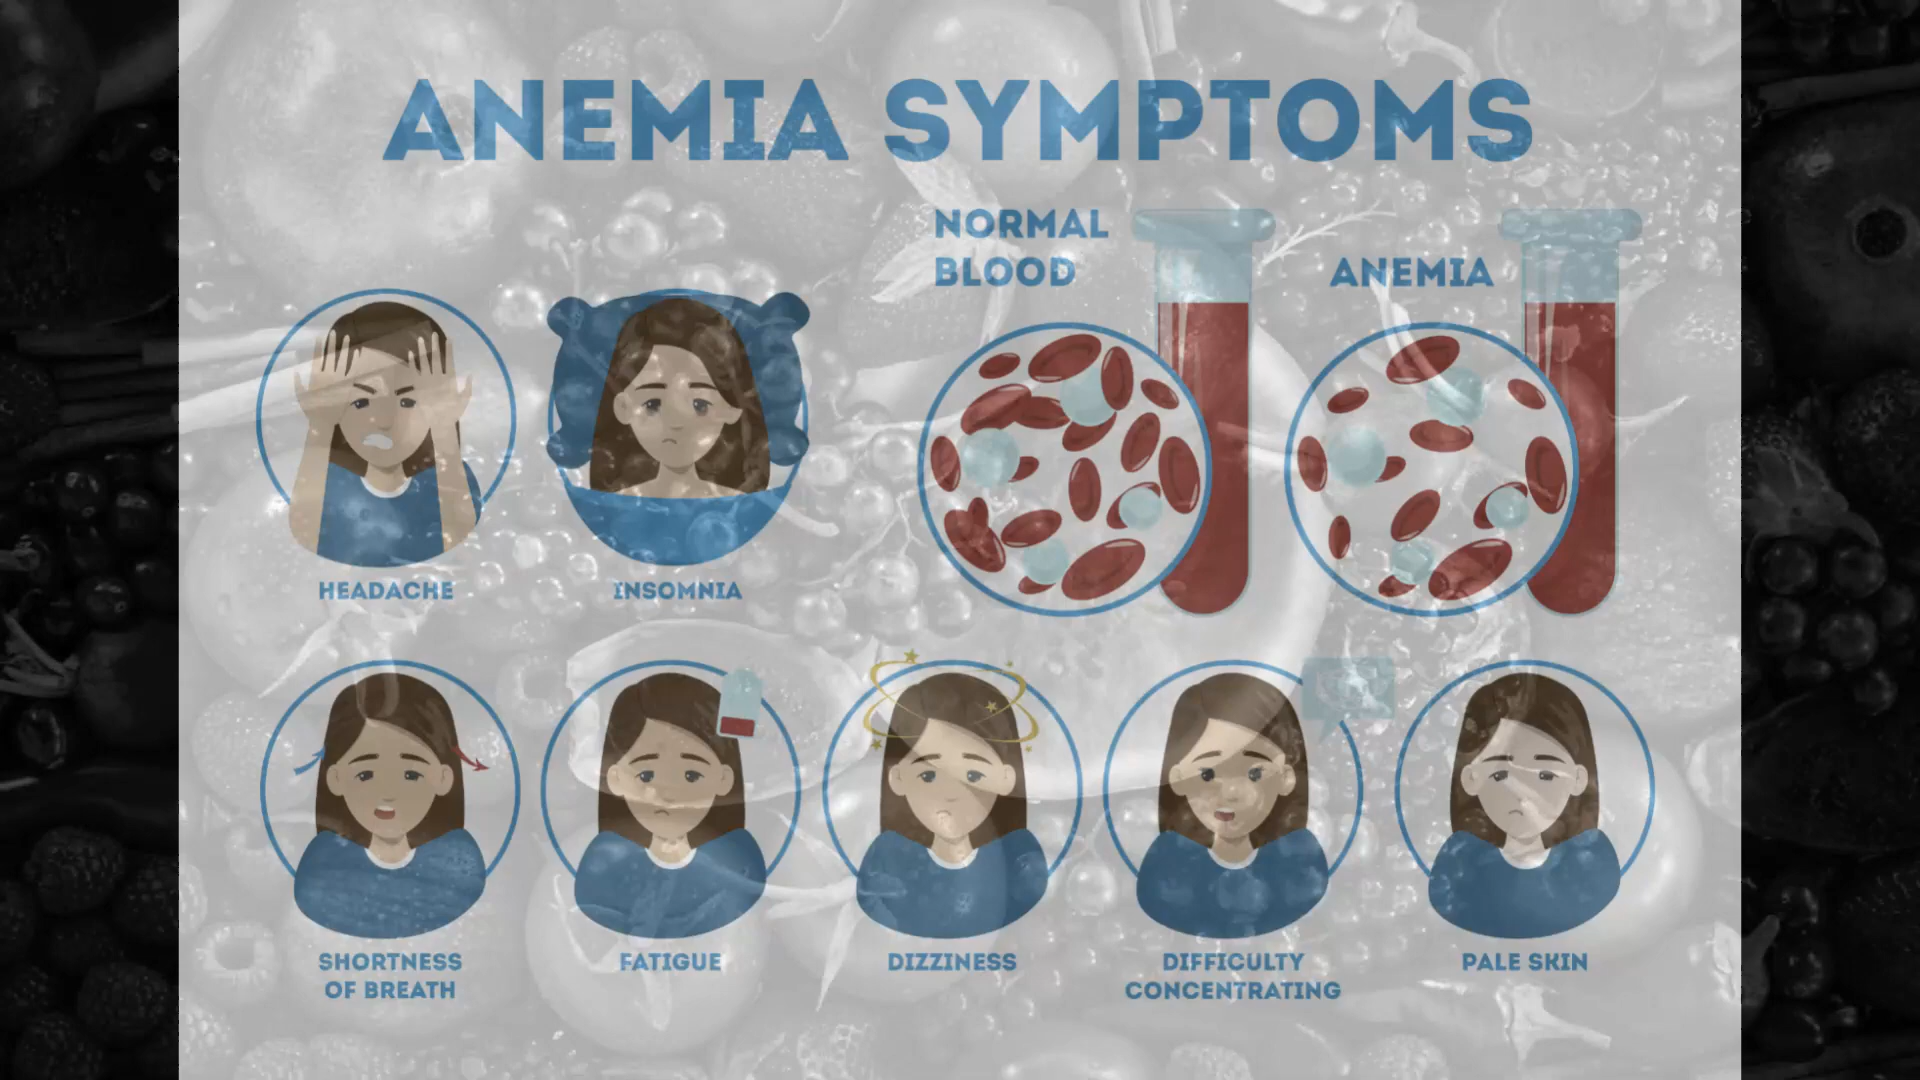 ANEMIA SYMPTOMS
NORMAL
BLOOD
ANEMIA
HEADACHE
INSOMNIA
SHORTNESS
OF BREATH
FATIGUE
DIZZINESS
DIFFICULTY
CONCENTRATING
PALE SKIN